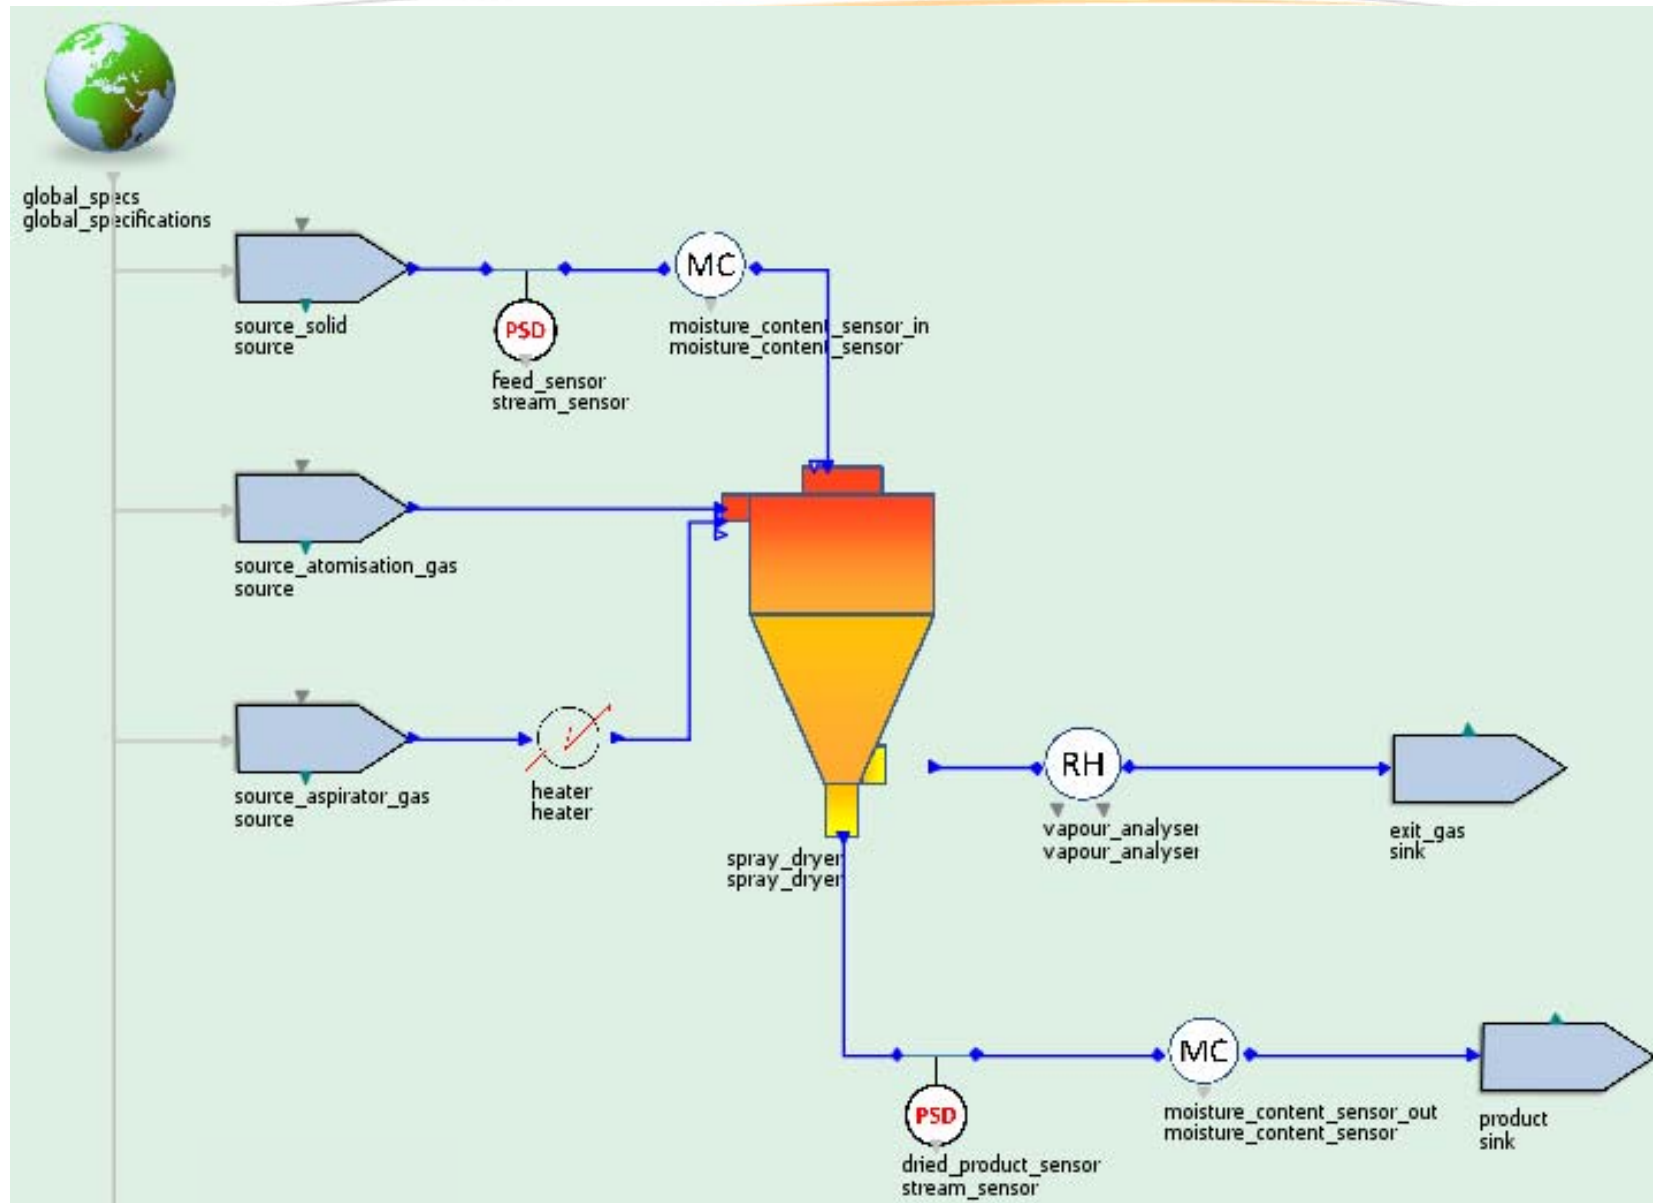 global_specs
global_specifications
MC
source_solid
source
PSD
moisture_content_sensor_in
moisture_content_sensor
feed_sensor
stream_sensor
source_atomisation_gas
source
source_aspirator_gas
source
heater
heater
RH
vapour_analyser
vapour_analyser
exit_gas
sink
spray_dryer
spray_dryer
MC
PSD
moisture_content_sensor_out
moisture_content_sensor
product
sink
dried_product_sensor
stream_sensor